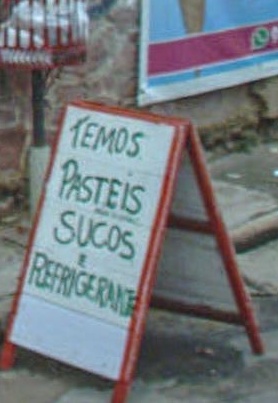 TEMOS
PASTEIS
SUCOS
E
REFRIGERANTE